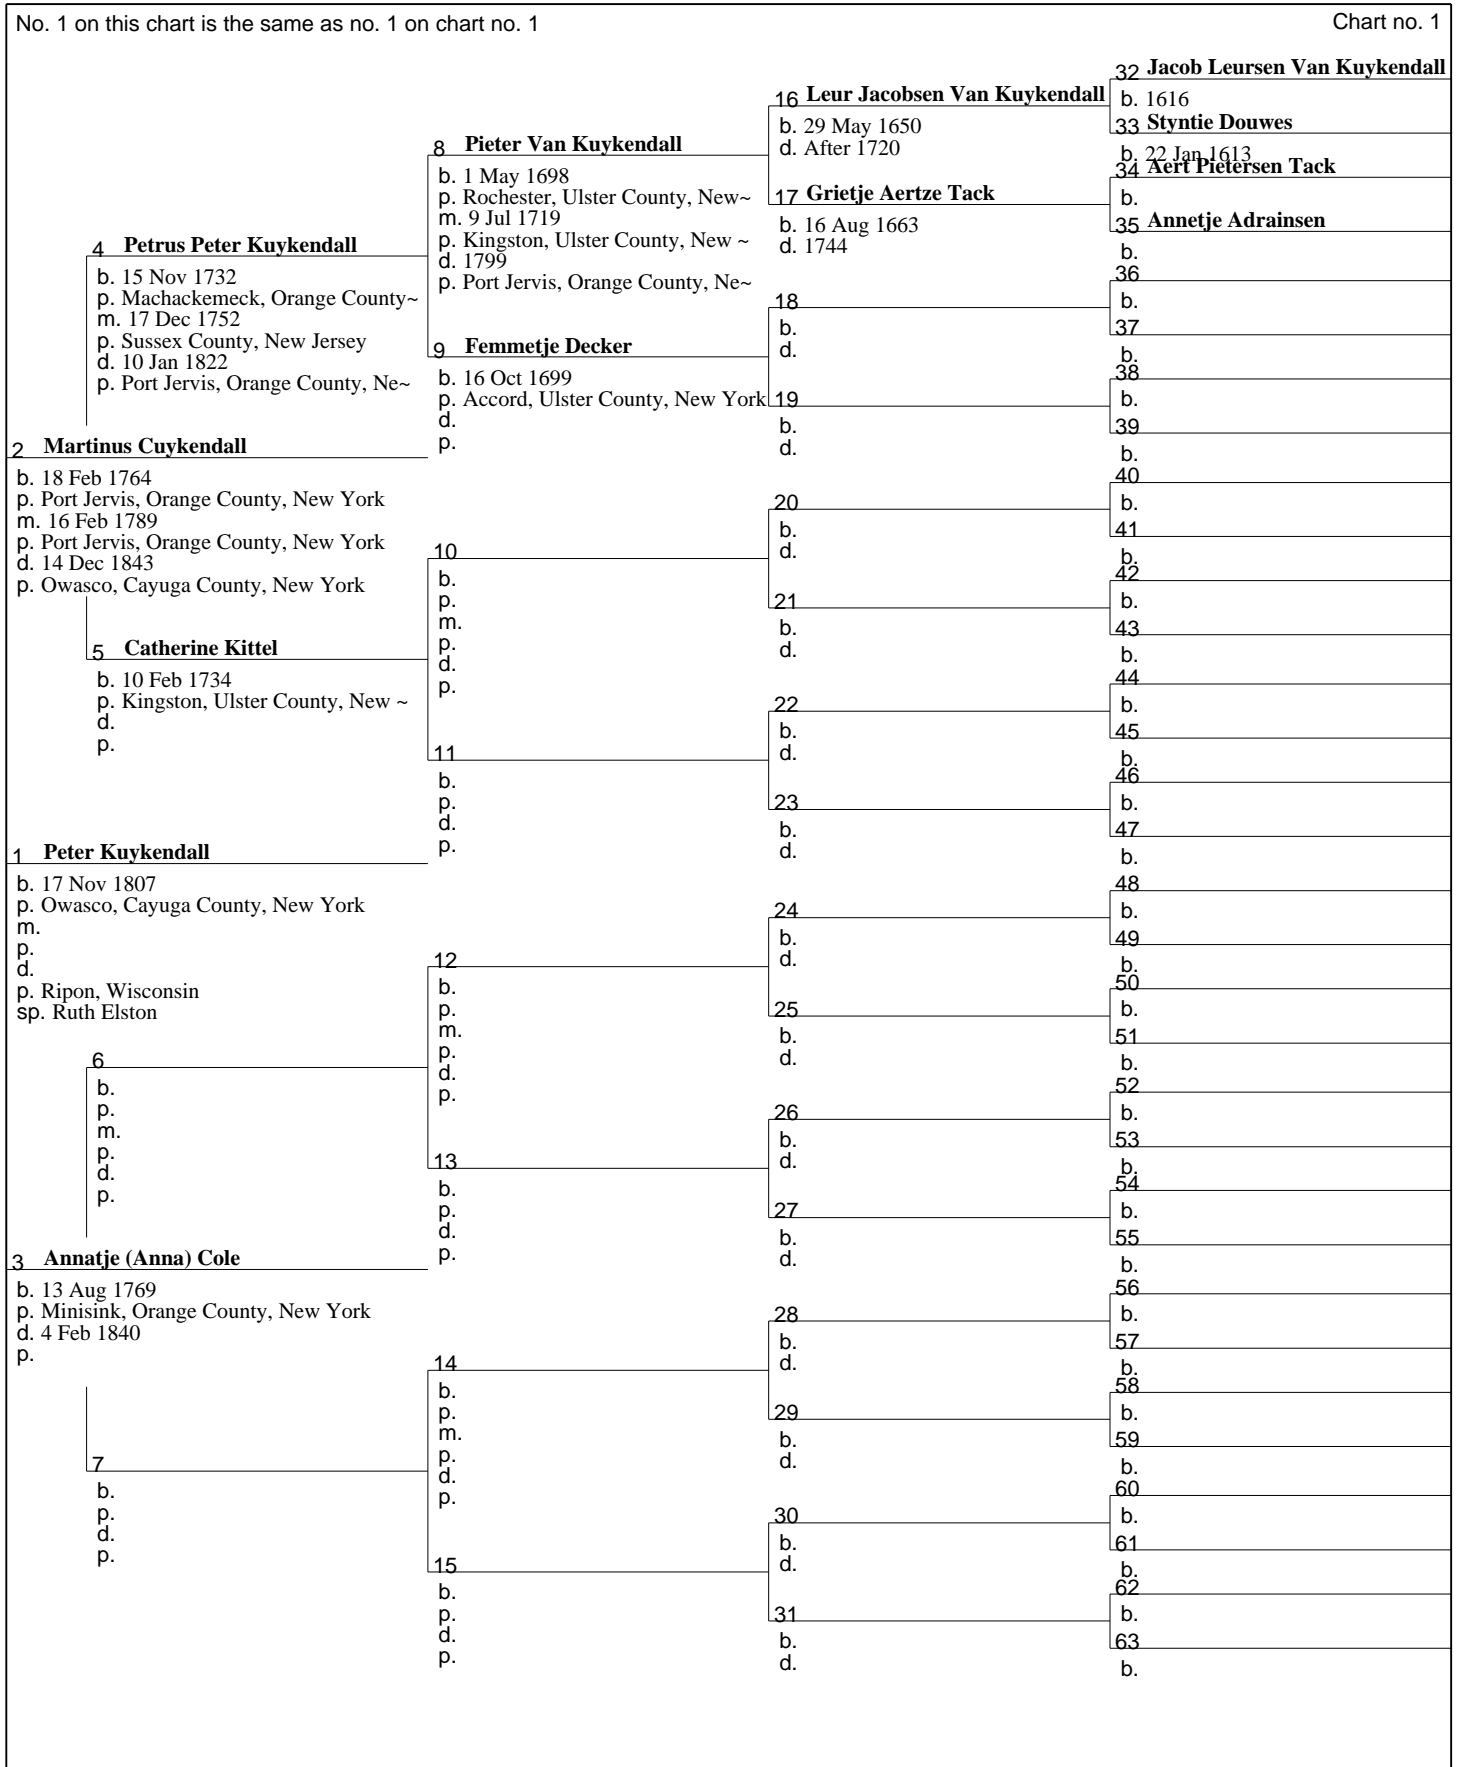 No. 1 on this chart is the same as no. 1 on chart no. 1
Chart no. 1
2 Martinus Cuykendall
b. 18 Feb 1764
p. Port Jervis, Orange County, New York
m. 16 Feb 1789
p. Port Jervis, Orange County, New York
d. 14 Dec 1843
p. Owasco, Cayuga County, New York
1 Peter Kuykendall
b. 17 Nov 1807
p. Owasco, Cayuga County, New York
m.
p.
d.
p. Ripon, Wisconsin
sp. Ruth Elston
3 Annatje (Anna) Cole
b. 13 Aug 1769
p. Minisink, Orange County, New York
d. 4 Feb 1840
p.
4 Petrus Peter Kuykendall
b. 15 Nov 1732
p. Machackemeck, Orange County~
m. 17 Dec 1752
p. Sussex County, New Jersey
d. 10 Jan 1822
p. Port Jervis, Orange County, Ne~
5 Catherine Kittel
b. 10 Feb 1734
p. Kingston, Ulster County, New ~
d.
p.
6
b.
p.
m.
p.
d.
p.
7
b.
p.
d.
p.
8 Pieter Van Kuykendall
b. 1 May 1698
p. Rochester, Ulster County, New~
m. 9 Jul 1719
p. Kingston, Ulster County, New ~
d. 1799
p. Port Jervis, Orange County, Ne~
9 Femmetje Decker
b. 16 Oct 1699
p. Accord, Ulster County, New York
d.
p.
10
b.
p.
m.
p.
d.
p.
11
b.
p.
d.
p.
12
b.
p.
m.
p.
d.
p.
13
b.
p.
d.
p.
14
b.
p.
m.
p.
d.
p.
15
b.
p.
d.
p.
16 Leur Jacobsen Van Kuykendall
b. 29 May 1650
d. After 1720
17 Grietje Aertze Tack
b. 16 Aug 1663
d. 1744
18
b.
d.
19
b.
d.
20
b.
d.
21
b.
d.
22
b.
d.
23
b.
d.
24
b.
d.
25
b.
d.
26
b.
d.
27
b.
d.
28
b.
d.
29
b.
d.
30
b.
d.
31
b.
d.
32 Jacob Leursen Van Kuykendall
b. 1616
33 Styntie Douwes
b. 22 Jan 1613
34 Aert Pietersen Tack
b.
35 Annetje Adrainsen
b.
36
b.
37
b.
38
b.
39
b.
40
b.
41
b.
42
b.
43
b.
44
b.
45
b.
46
b.
47
b.
48
b.
49
b.
50
b.
51
b.
52
b.
53
b.
54
b.
55
b.
56
b.
57
b.
58
b.
59
b.
60
b.
61
b.
62
b.
63
b.